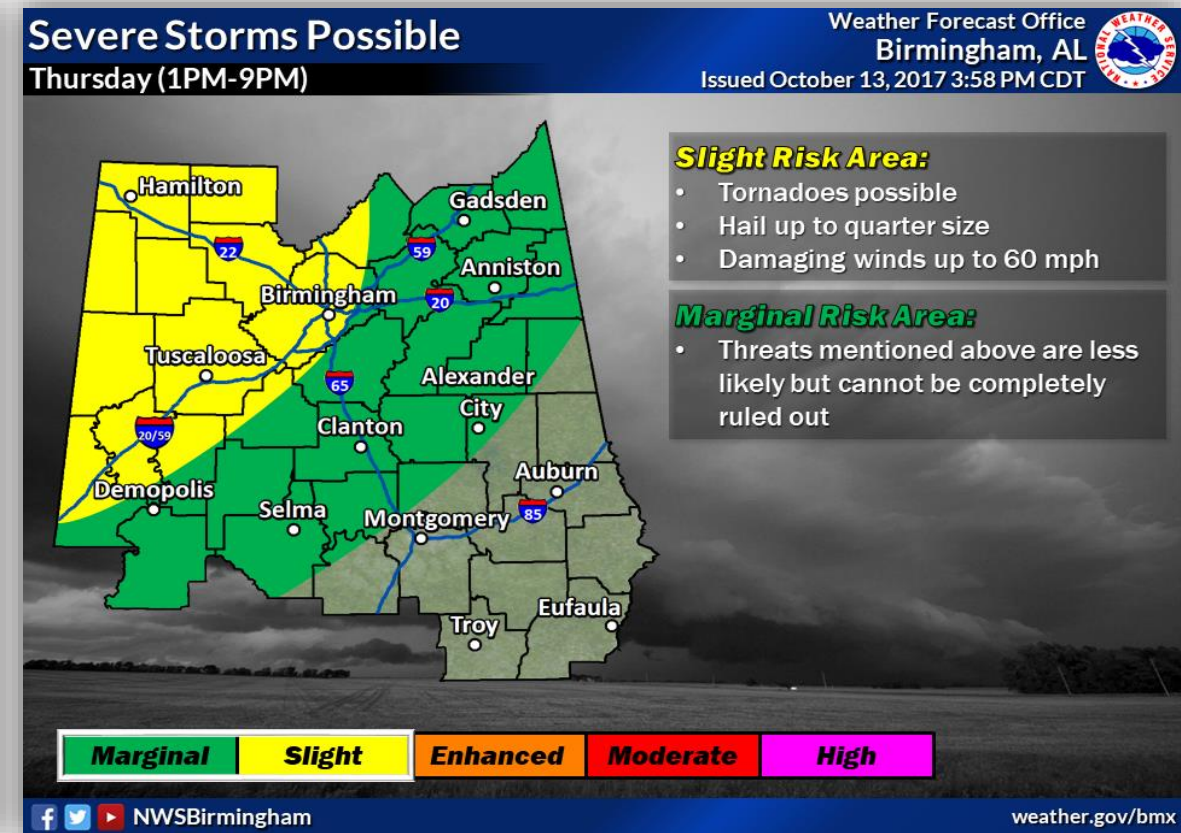 Severe Storms Possible
Thursday (1PM-9PM)
Weather Forecast Office
Birmingham, AL
Issued October 13, 2017 3:58 PM CDT
NATIONAL WEATHER SERVICE
Slight Risk Area:
• Tornadoes possible
• Hail up to quarter size
• Damaging winds up to 60 mph
Marginal Risk Area:
• Threats mentioned above are less
likely but cannot be completely
ruled out
Hamilton
Gadsden
22
59
Anniston
Birmingham
20
Tuscaloosa
65
Alexander
City
20/59
Clanton
Auburn
Demopolis
Selma
Montgomery
85
Eufaula
Troy
Marginal
Slight
Enhanced
Moderate
High
NWSBirmingham
weather.gov/bmx